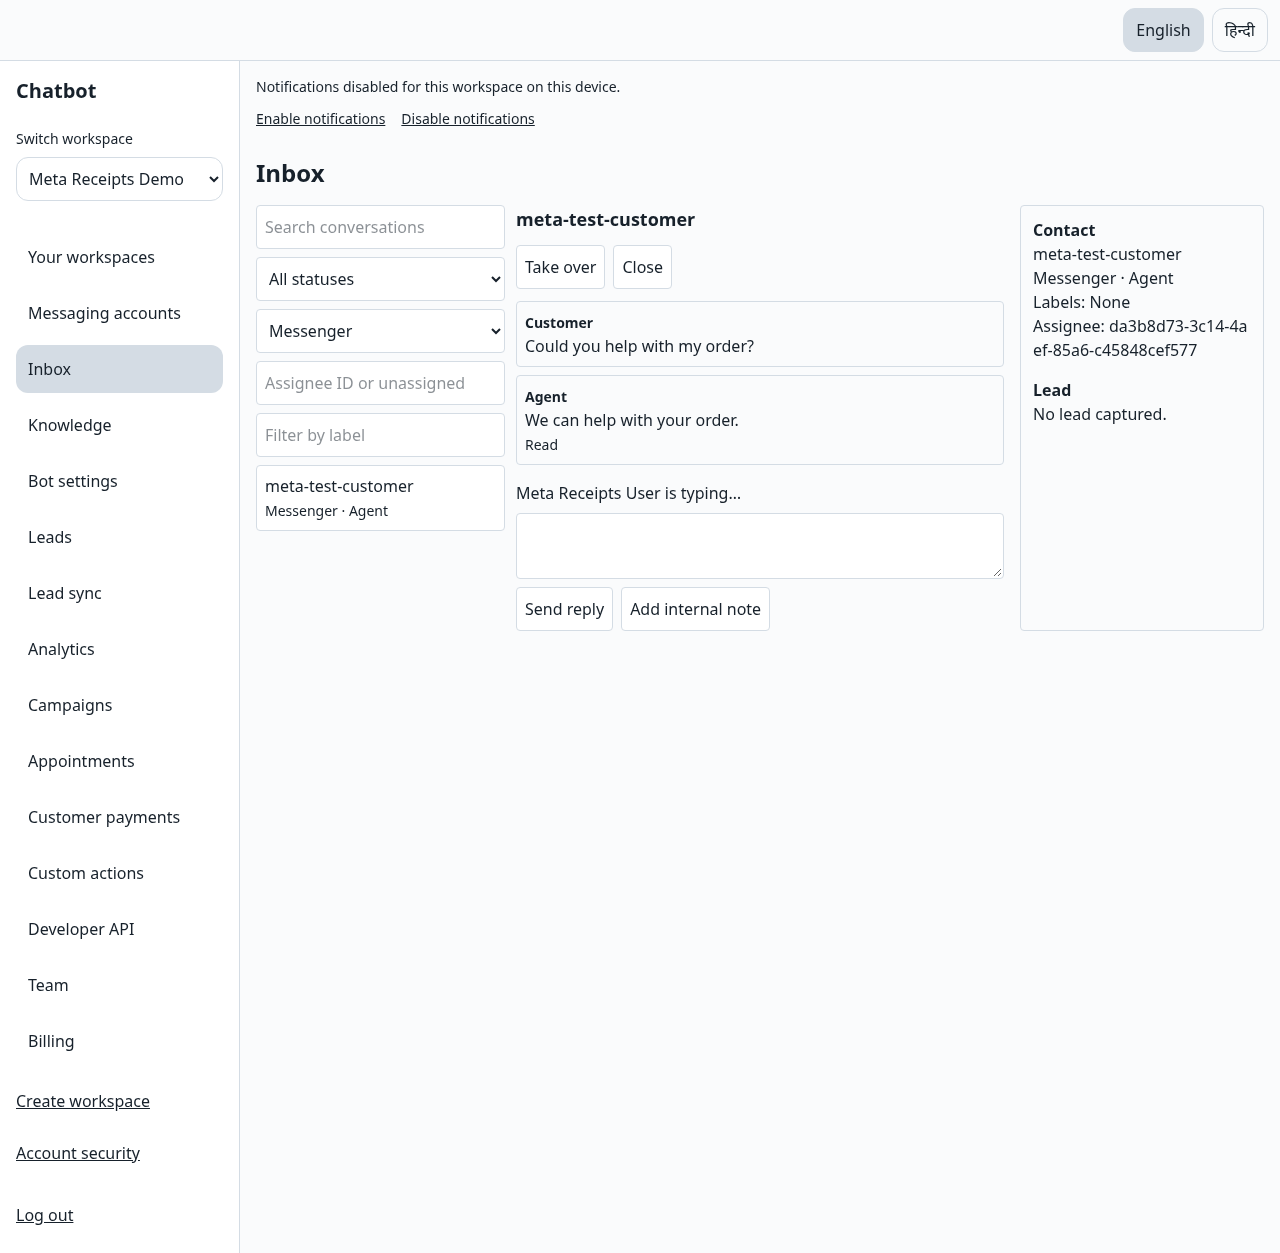 English
हिन्दी
Chatbot
Switch workspace
Meta Receipts Demo
Your workspaces
Messaging accounts
Inbox
Knowledge
Bot settings
Leads
Lead sync
Analytics
Campaigns
Appointments
Customer payments
Custom actions
Developer API
Team
Billing
Create workspace
Account security
Log out
Notifications disabled for this workspace on this device.
Enable notifications
Disable notifications
Inbox
Search conversations
All statuses
Messenger
Assignee ID or unassigned
Filter by label
meta-test-customer
Messenger · Agent
meta-test-customer
Take over
Close
Customer
Could you help with my order?
Agent
We can help with your order.
Read
Meta Receipts User is typing...
Send reply
Add internal note
Contact
meta-test-customer
Messenger · Agent
Labels: None
Assignee: da3b8d73-3c14-4a
ef-85a6-c45848cef577
Lead
No lead captured.